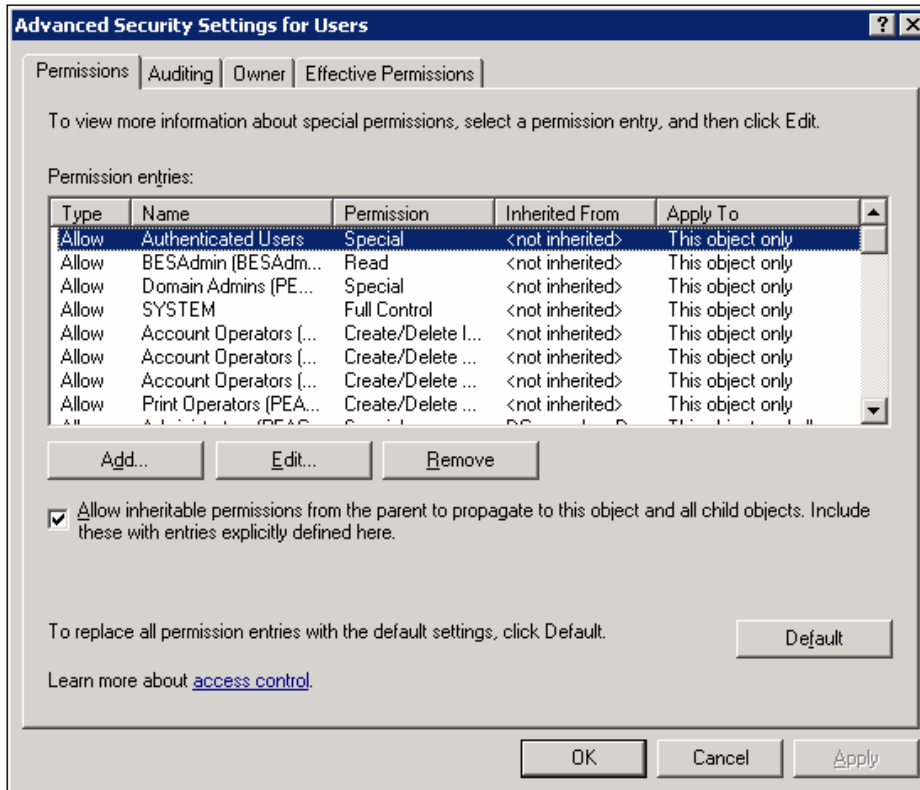 Advanced Security Settings for Users
Permissions Auditing Owner Effective Permissions
To view more information about special permissions, select a permission entry, and then click Edit.
Permission entries:
Type Name Permission Inherited From Apply To
Allow Authenticated Users Special <not inherited> This object only
Allow BESAdmin (BESAdm... Read <not inherited> This object only
Allow Domain Admins (PE... Special <not inherited> This object only
Allow SYSTEM Full Control <not inherited> This object only
Allow Account Operators (... Create/Delete I... <not inherited> This object only
Allow Account Operators (... Create/Delete ... <not inherited> This object only
Allow Account Operators (... Create/Delete ... <not inherited> This object only
Allow Print Operators (PEA... Create/Delete ... <not inherited> This object only
Add... Edit... Remove
Allow inheritable permissions from the parent to propagate to this object and all child objects. Include
these with entries explicitly defined here.
To replace all permission entries with the default settings, click Default.
Default
Learn more about access control.
OK Cancel Apply